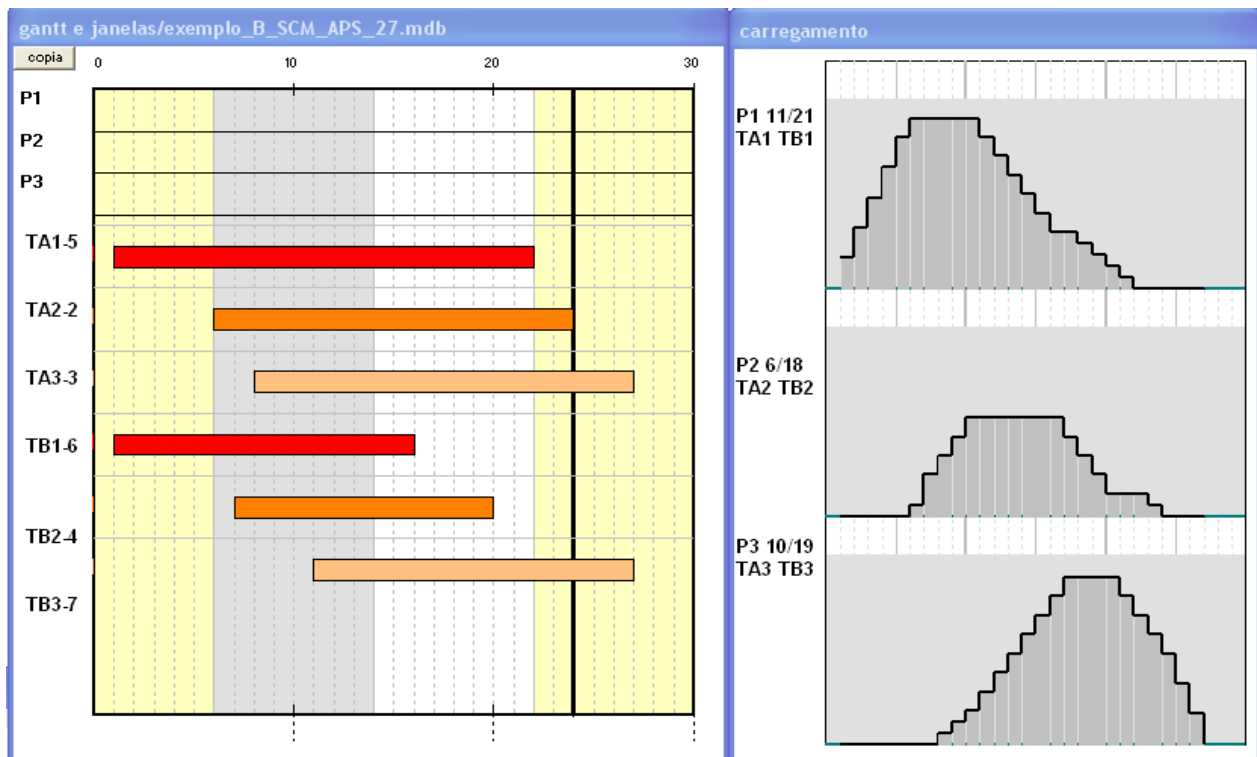 gantt e janelas/exemplo_B_SCM_APS_27.mdb
copia
0 10 20 30
P1
P2
P3
TA1-5
TA2-2
TA3-3
TB1-6
TB2-4
TB3-7
carregamento
P1 11/21
TA1 TB1
P2 6/18
TA2 TB2
P3 10/19
TA3 TB3